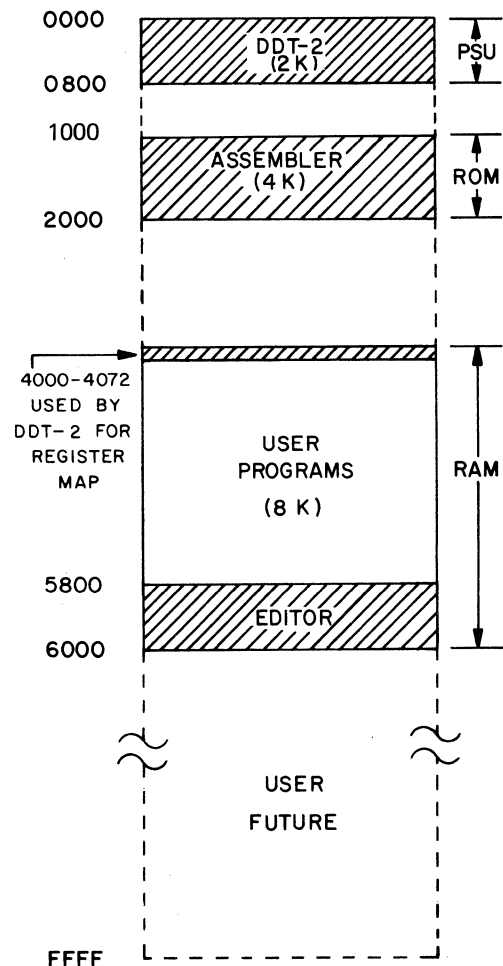 0000
DDT-2
(2K)
PSU
0800
1000
ASSEMBLER
(4K)
ROM
2000
4000-4072
USED BY
DDT-2 FOR
REGISTER
MAP
USER
PROGRAMS
(8 K)
RAM
5800
EDITOR
6000
USER
FUTURE
FFFF